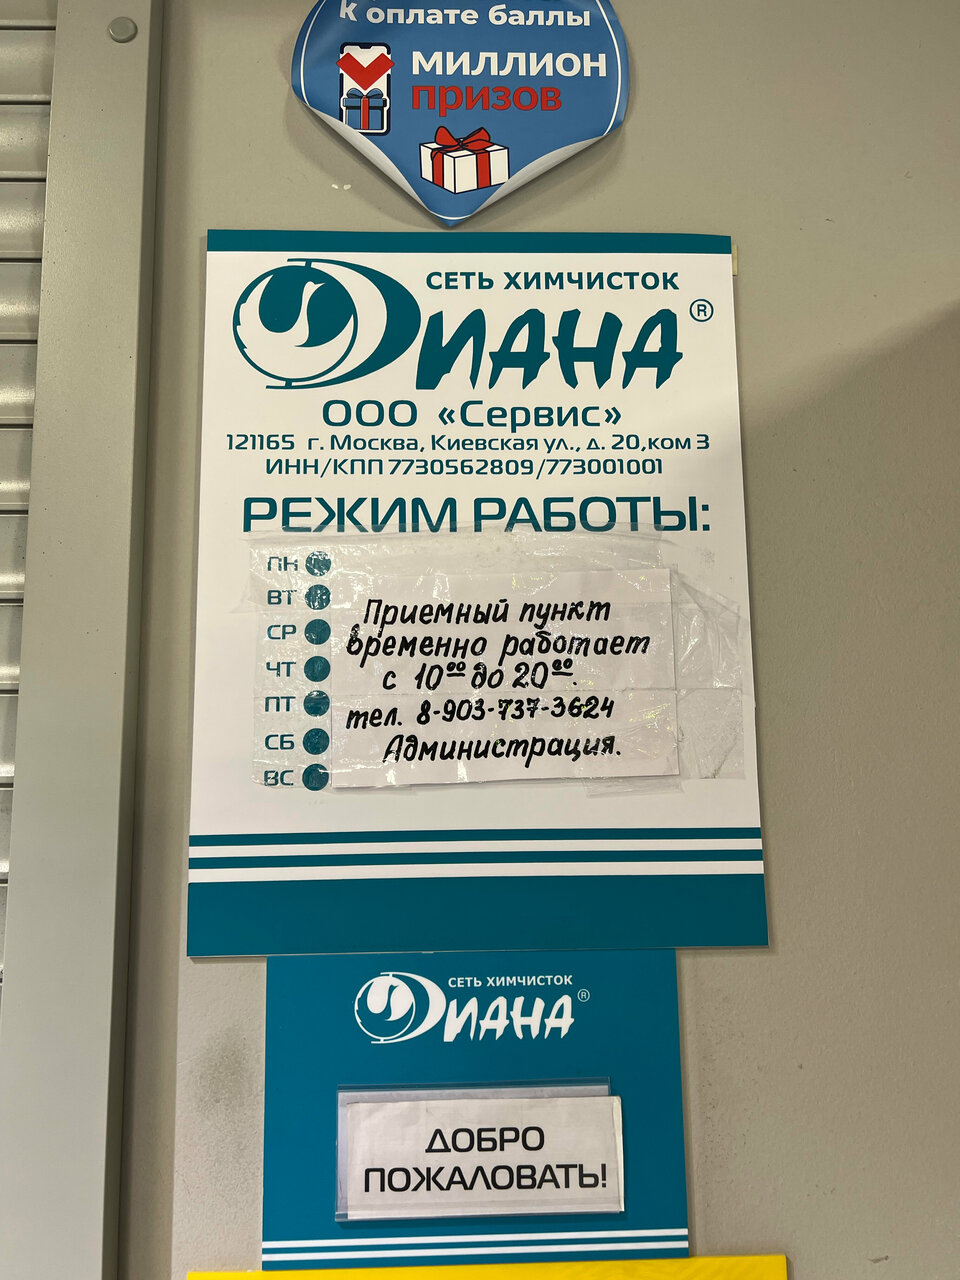 к оплате баллы
МИЛЛИОН
призов
СЕТЬ ХИМЧИСТОК
ДИАНА®
ООО «Сервис»
121165 г. Москва, Киевская ул., д. 20,ком 3
ИНН/КПП 7730562809/773001001
РЕЖИМ РАБОТЫ:
ПН
ВТ
СР
ЧТ
ПТ
СБ
ВС
Приемный пункт
временно работает
с 10⁰⁰ до 20⁰⁰.
тел. 8-903-737-3624
Администрация.
СЕТЬ ХИМЧИСТОК
ДИАНА®
ДОБРО
ПОЖАЛОВАТЬ!